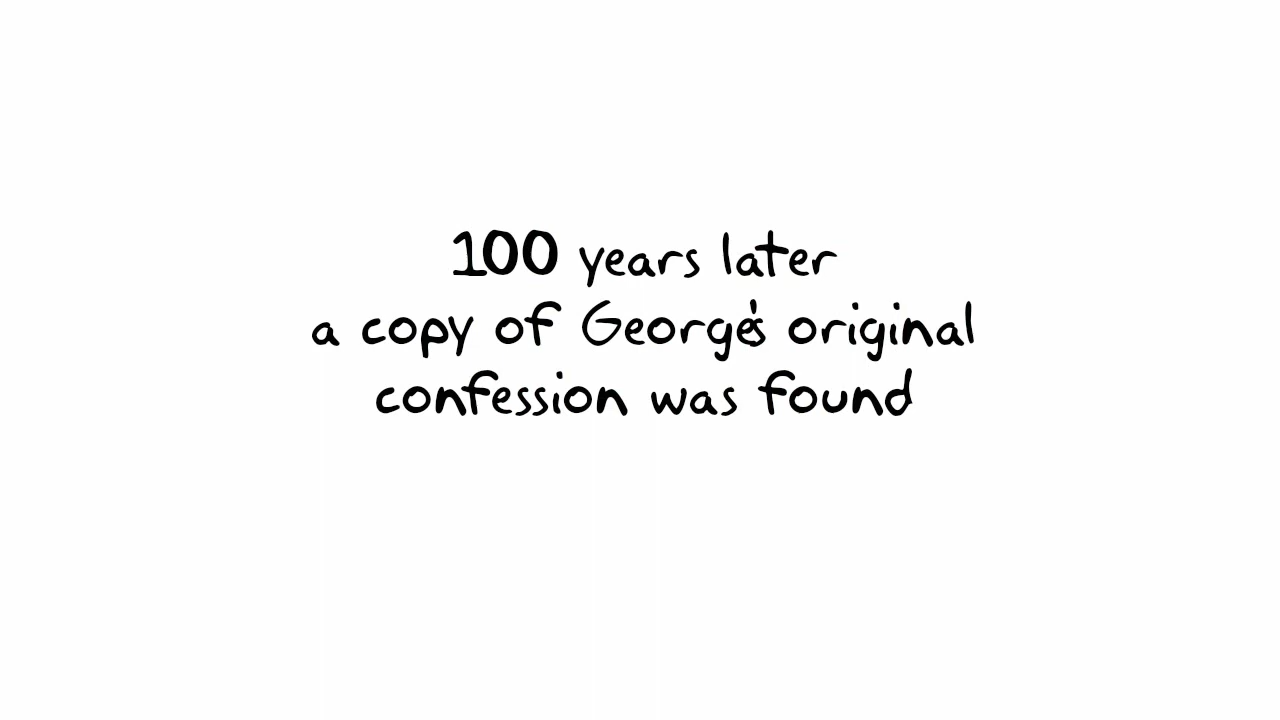 100 years later
a copy of George's original
confession was found